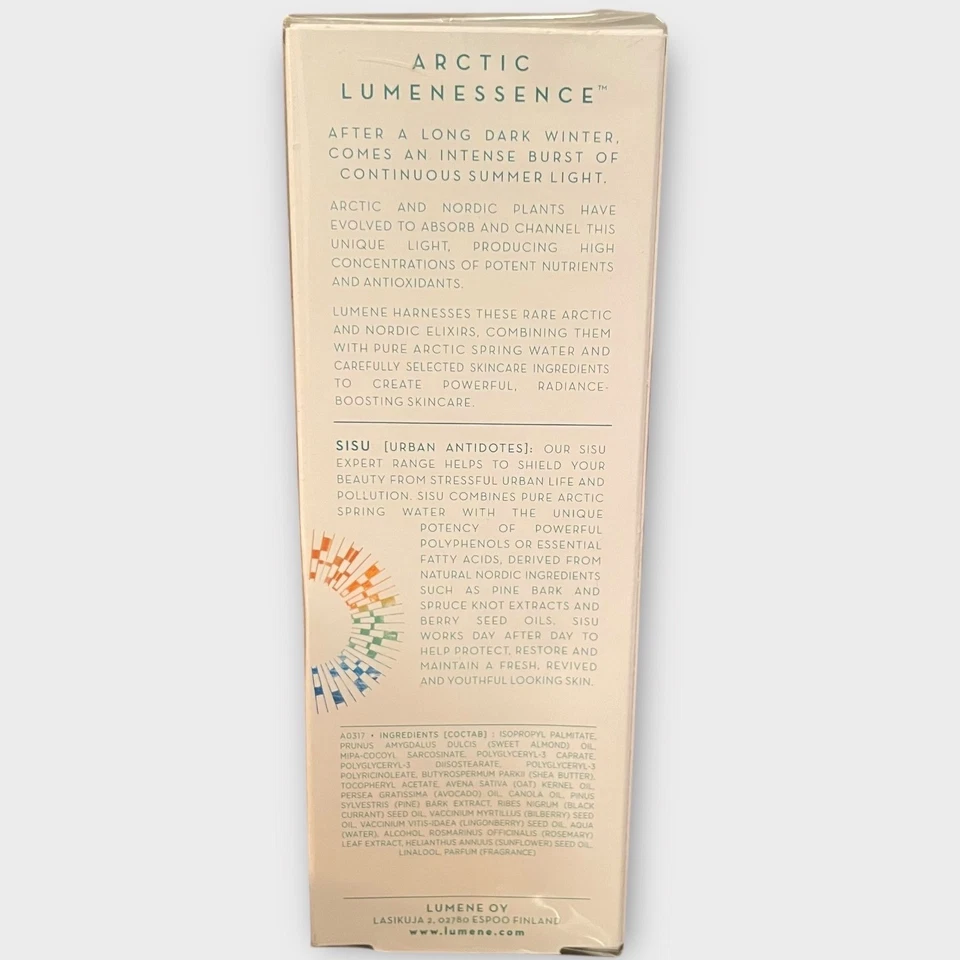 ARCTIC
LUMENESSENCE™
AFTER A LONG DARK WINTER,
COMES AN INTENSE BURST OF
CONTINUOUS SUMMER LIGHT.
ARCTIC AND NORDIC PLANTS HAVE
EVOLVED TO ABSORB AND CHANNEL THIS
UNIQUE LIGHT, PRODUCING HIGH
CONCENTRATIONS OF POTENT NUTRIENTS
AND ANTIOXIDANTS.
LUMENE HARNESSES THESE RARE ARCTIC
AND NORDIC ELIXIRS, COMBINING THEM
WITH PURE ARCTIC SPRING WATER AND
CAREFULLY SELECTED SKINCARE INGREDIENTS
TO CREATE POWERFUL, RADIANCE-
BOOSTING SKINCARE.
SISU [URBAN ANTIDOTES]: OUR SISU
EXPERT RANGE HELPS TO SHIELD YOUR
BEAUTY FROM STRESSFUL URBAN LIFE AND
POLLUTION. SISU COMBINES PURE ARCTIC
SPRING WATER WITH THE UNIQUE
POTENCY OF POWERFUL
POLYPHENOLS OR ESSENTIAL
FATTY ACIDS, DERIVED FROM
NATURAL NORDIC INGREDIENTS
SUCH AS PINE BARK AND
SPRUCE KNOT EXTRACTS AND
BERRY SEED OILS. SISU
WORKS DAY AFTER DAY TO
HELP PROTECT, RESTORE AND
MAINTAIN A FRESH, REVIVED
AND YOUTHFUL LOOKING SKIN.
A0317 • INGREDIENTS [СОСТАВ] : ISOPROPYL PALMITATE,
PRUNUS AMYGDALUS DULCIS (SWEET ALMOND) OIL,
MIPA-COCOYL SARCOSINATE, POLYGLYCERYL-3 CAPRATE,
POLYGLYCERYL-3 DIISOSTEARATE, POLYGLYCERYL-3
POLYRICINOLEATE, BUTYROSPERMUM PARKII (SHEA BUTTER),
TOCOPHERYL ACETATE, AVENA SATIVA (OAT) KERNEL OIL,
PERSEA GRATISSIMA (AVOCADO) OIL, CANOLA OIL, PINUS
SYLVESTRIS (PINE) BARK EXTRACT, RIBES NIGRUM (BLACK
CURRANT) SEED OIL, VACCINIUM MYRTILLUS (BILBERRY) SEED
OIL, VACCINIUM VITIS-IDAEA (LINGONBERRY) SEED OIL, AQUA
(WATER), ALCOHOL, ROSMARINUS OFFICINALIS (ROSEMARY)
LEAF EXTRACT, HELIANTHUS ANNUUS (SUNFLOWER) SEED OIL,
LINALOOL, PARFUM (FRAGRANCE)
LUMENE OY
LASIKUJA 2, 02780 ESPOO FINLAND
www.lumene.com